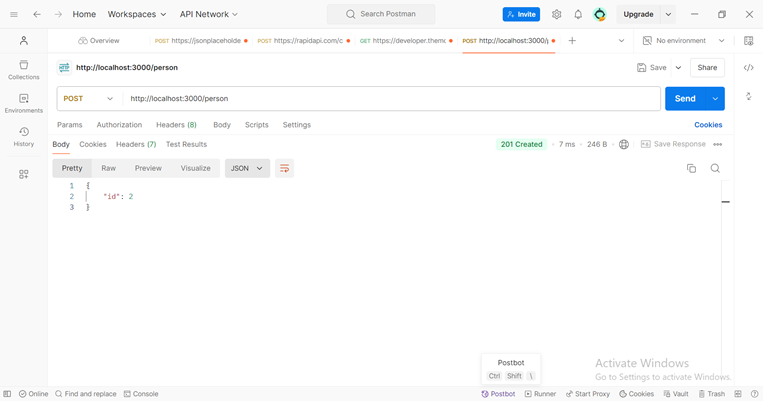 Home Workspaces API Network Search Postman Invite Upgrade
Overview POST https://jsonplaceholde POST https://rapidapi.com/c GET https://developer.themo POST http://localhost:3000/p No environment
HTTP http://localhost:3000/person Save Share
POST http://localhost:3000/person Send
Params Authorization Headers (8) Body Scripts Settings Cookies
Body Cookies Headers (7) Test Results 201 Created 7 ms 246 B Save Response
Pretty Raw Preview Visualize JSON
1 {
2 "id": 2
3 }
Collections
Environments
History
Postbot
Ctrl Shift \
Activate Windows
Go to Settings to activate Windows.
Online Find and replace Console Postbot Runner Start Proxy Cookies Vault Trash